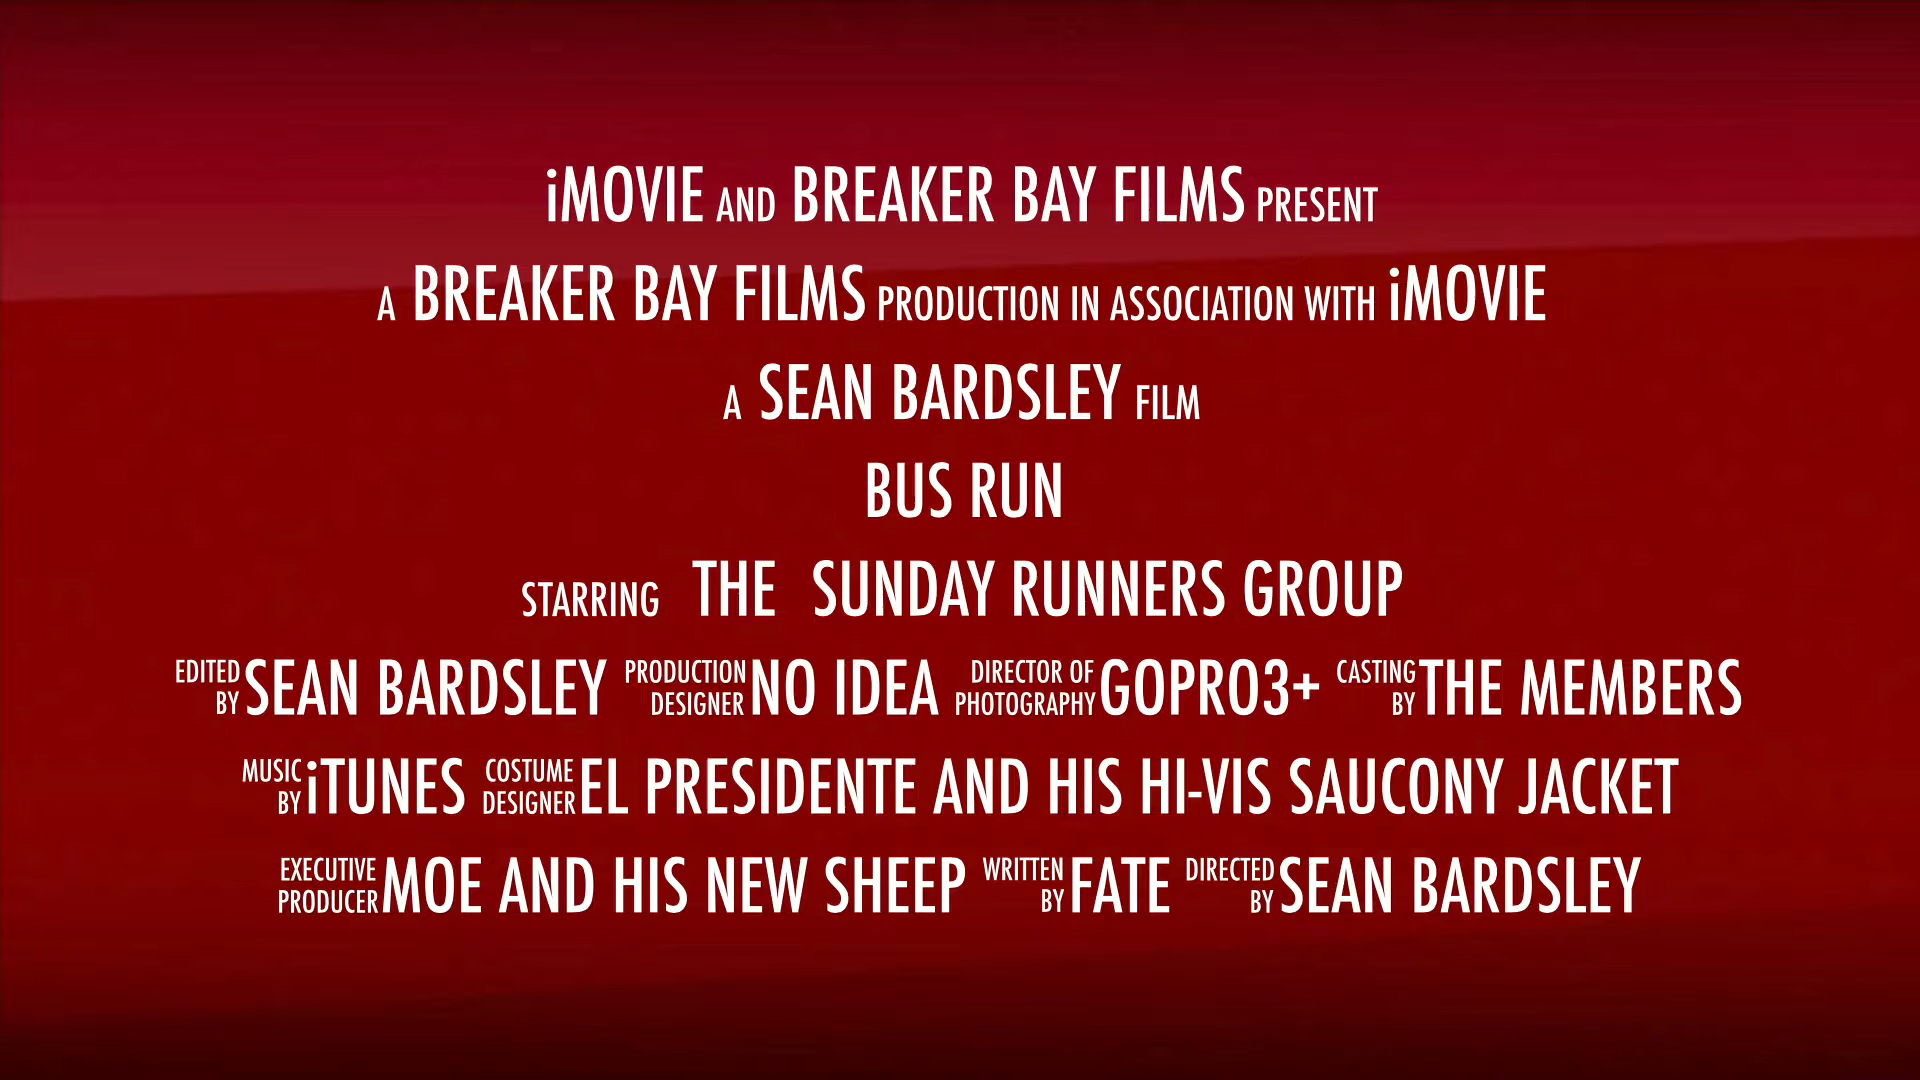 iMOVIE AND BREAKER BAY FILMS PRESENT
A BREAKER BAY FILMS PRODUCTION IN ASSOCIATION WITH iMOVIE
A SEAN BARDSLEY FILM
BUS RUN
STARRING THE SUNDAY RUNNERS GROUP
EDITED BY SEAN BARDSLEY PRODUCTION DESIGNER NO IDEA DIRECTOR OF PHOTOGRAPHY GOPRO3+ CASTING BY THE MEMBERS
MUSIC BY iTUNES COSTUME DESIGNER EL PRESIDENTE AND HIS HI-VIS SAUCONY JACKET
EXECUTIVE PRODUCER MOE AND HIS NEW SHEEP WRITTEN BY FATE DIRECTED BY SEAN BARDSLEY